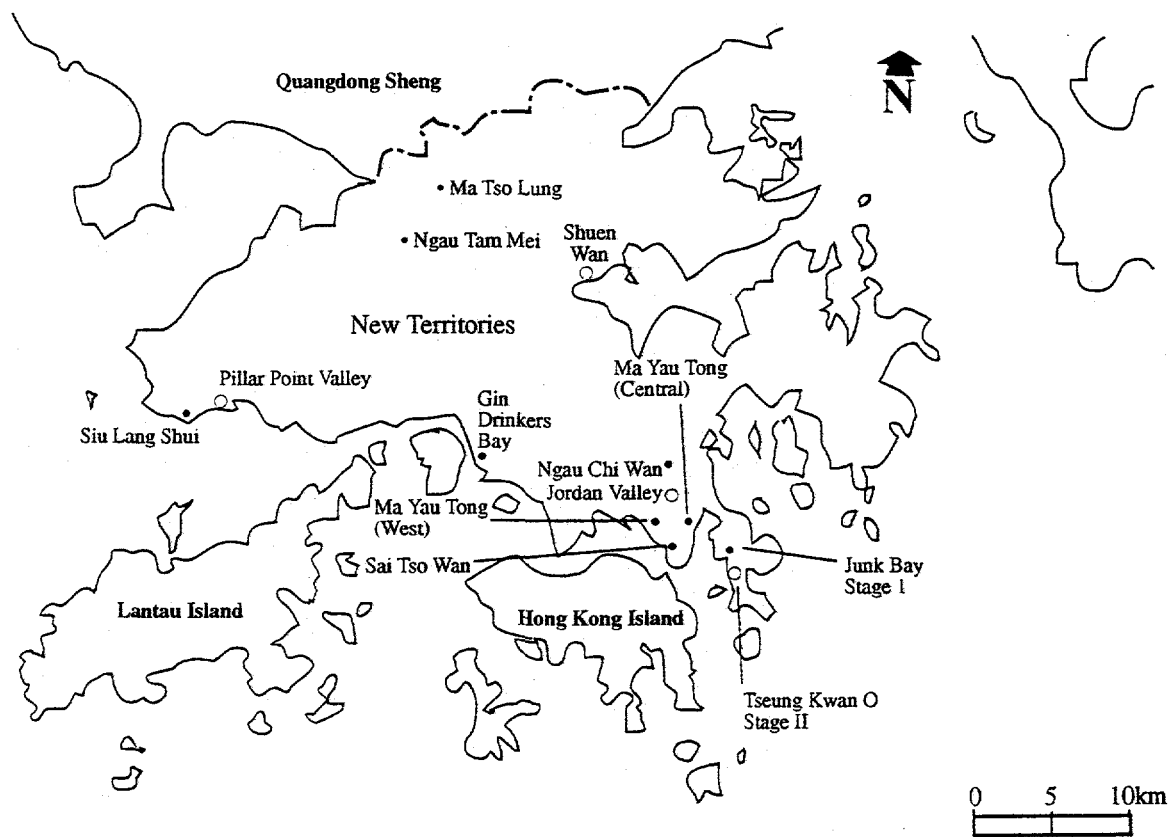 Quangdong Sheng
N
Ma Tso Lung
Ngau Tam Mei
Shuen
Wan
New Territories
Ma Yau Tong
(Central)
Pillar Point Valley
Gin
Drinkers
Bay
Siu Lang Shui
Ngau Chi Wan
Jordan Valley
Ma Yau Tong
(West)
Sai Tso Wan
Junk Bay
Stage 1
Lantau Island
Hong Kong Island
Tseung Kwan O
Stage II
0 5 10km